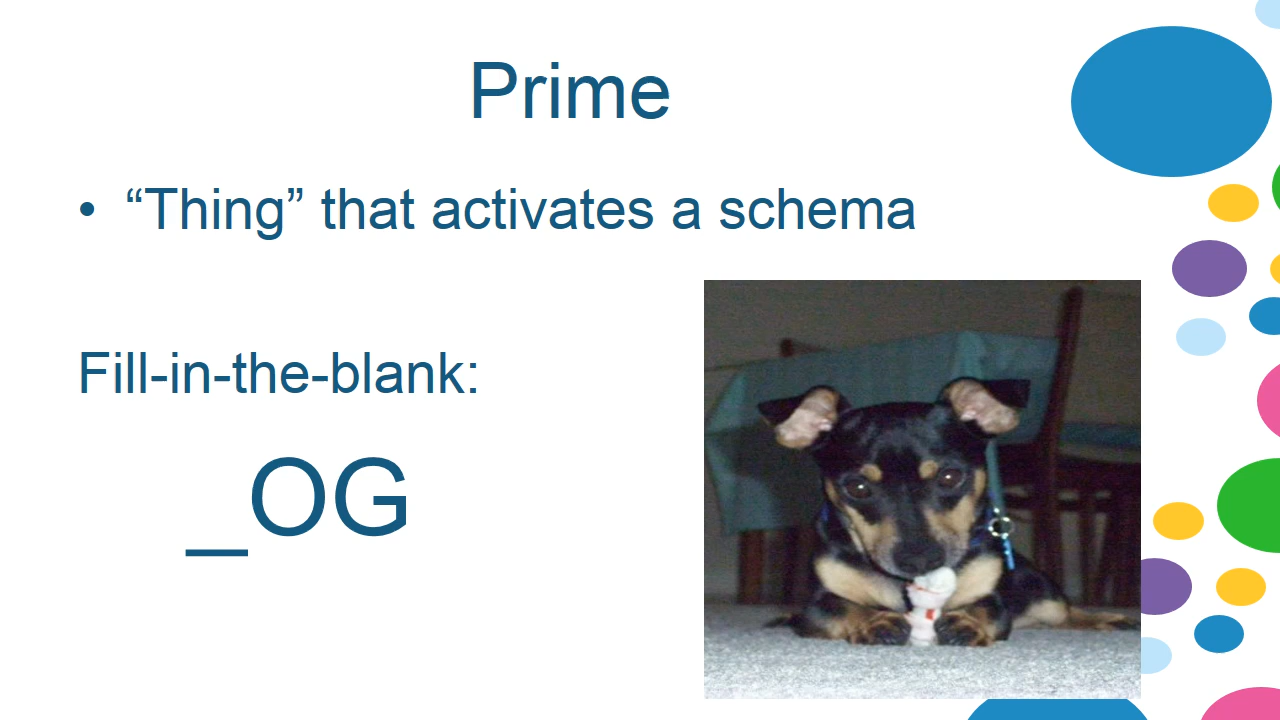 Prime
• “Thing” that activates a schema
Fill-in-the-blank:
_OG